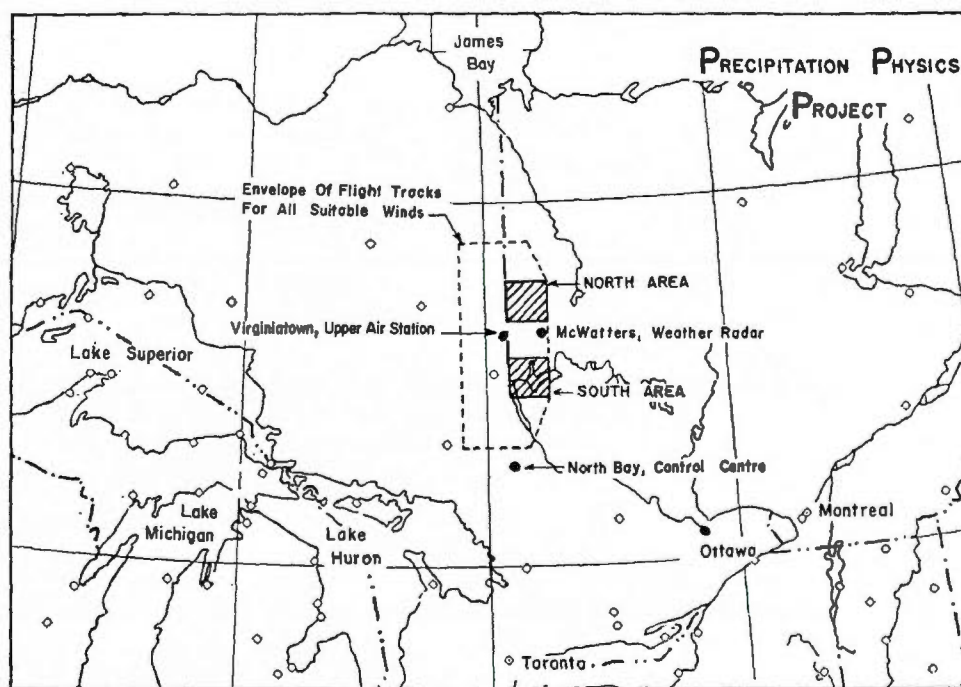 James
Bay
PRECIPITATION PHYSICS
PROJECT
Envelope Of Flight Tracks
For All Suitable Winds
NORTH AREA
Virginiatown, Upper Air Station
McWatters, Weather Radar
Lake Superior
SOUTH AREA
North Bay, Control Centre
Lake
Michigan
Lake
Huron
Montreal
Ottawa
Toronto